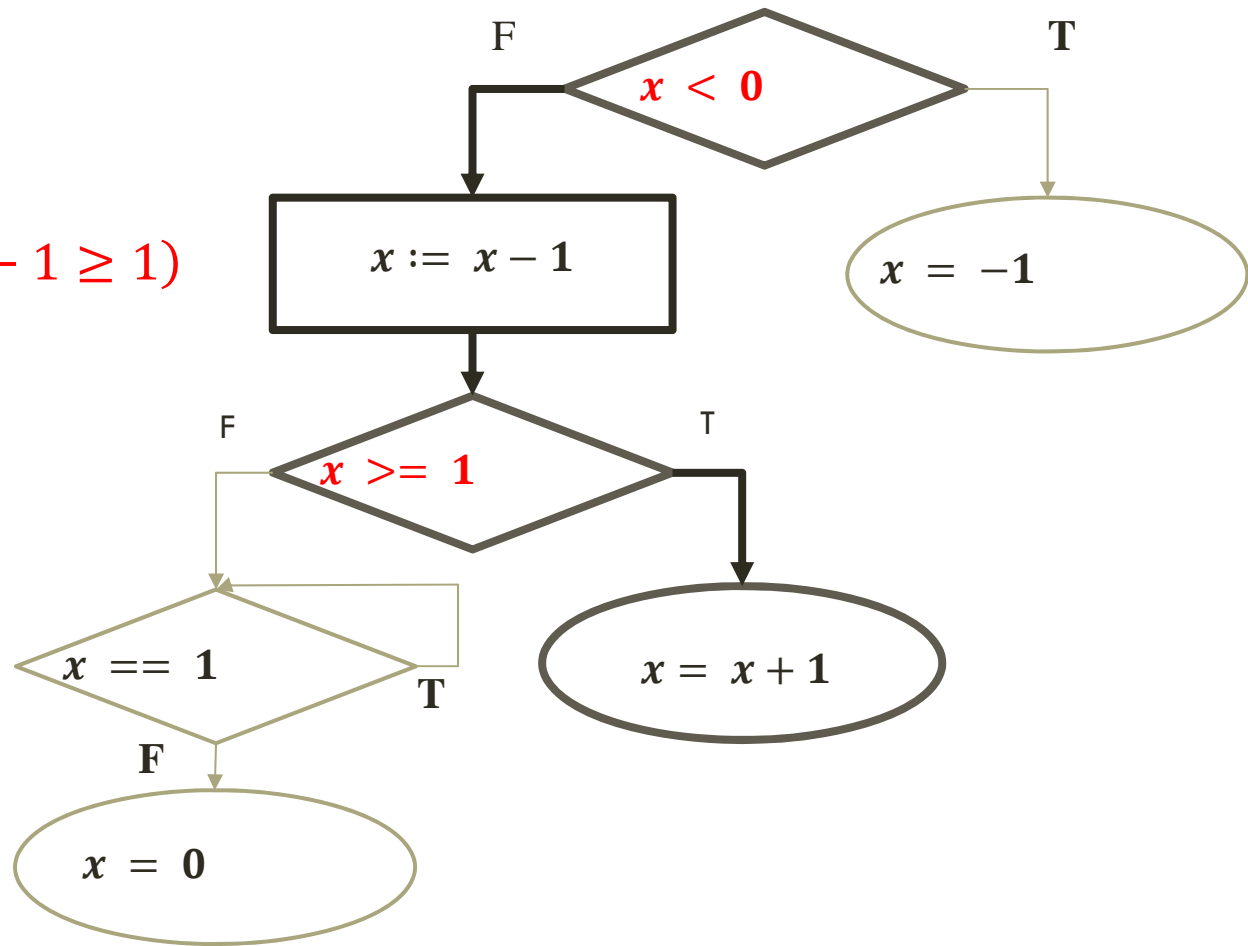 F
T
x < 0
− 1 ≥ 1)
x := x − 1
x = −1
F
T
x >= 1
x == 1
T
x = x + 1
F
x = 0